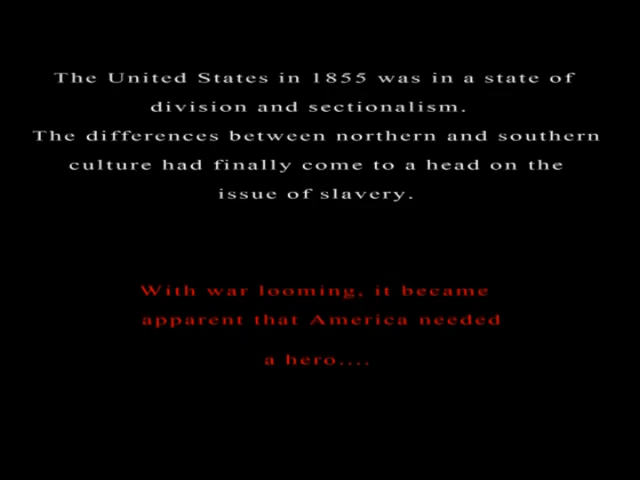 The United States in 1855 was in a state of
division and sectionalism.
The differences between northern and southern
culture had finally come to a head on the
issue of slavery.
With war looming, it became
apparent that America needed
a hero....